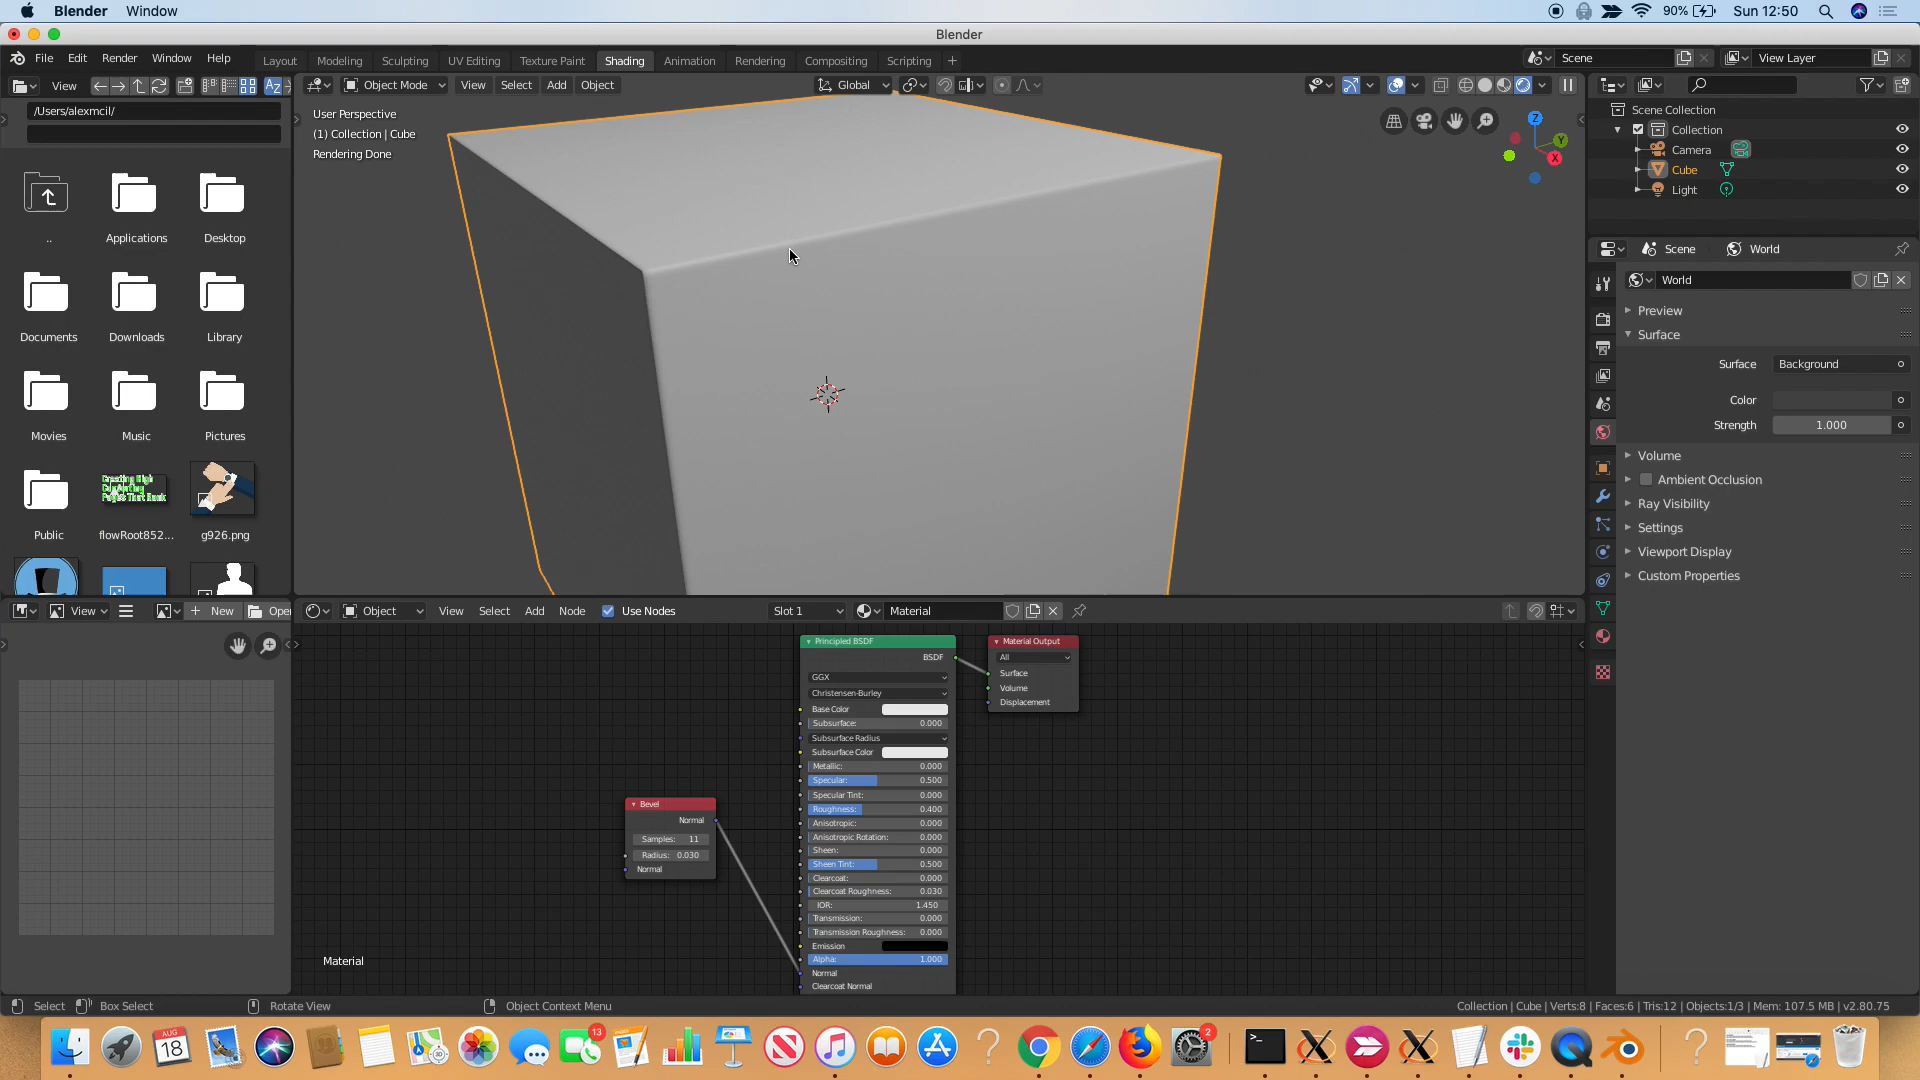 Blender Window
90% Sun 12:50
Blender
File Edit Render Window Help
Layout Modeling Sculpting UV Editing Texture Paint Shading Animation Rendering Compositing Scripting +
Scene
View Layer
View
Object Mode View Select Add Object
Global
/Users/alexmcil/
User Perspective
(1) Collection | Cube
Rendering Done
Scene Collection
Collection
Camera
Cube
Light
Z
Y
X
..
Applications
Desktop
Documents
Downloads
Library
Movies
Music
Pictures
Public
flowRoot852...
g926.png
Scene World
World
Preview
Surface
Surface Background
Color
Strength 1.000
Volume
Ambient Occlusion
Ray Visibility
Settings
Viewport Display
Custom Properties
View
New
Open
Object View Select Add Node Use Nodes
Slot 1
Material
Principled BSDF
BSDF
GGX
Christensen-Burley
Base Color
Subsurface: 0.000
Subsurface Radius
Subsurface Color
Metallic: 0.000
Specular: 0.500
Specular Tint: 0.000
Roughness: 0.400
Anisotropic: 0.000
Anisotropic Rotation: 0.000
Sheen: 0.000
Sheen Tint: 0.500
Clearcoat: 0.000
Clearcoat Roughness: 0.030
IOR: 1.450
Transmission: 0.000
Transmission Roughness: 0.000
Emission
Alpha: 1.000
Normal
Clearcoat Normal
Material Output
All
Surface
Volume
Displacement
Bevel
Normal
Samples: 11
Radius: 0.030
Normal
Material
Select Box Select Rotate View Object Context Menu
Collection | Cube | Verts:8 | Faces:6 | Tris:12 | Objects:1/3 | Mem: 107.5 MB | v2.80.75
AUG
18
13
2